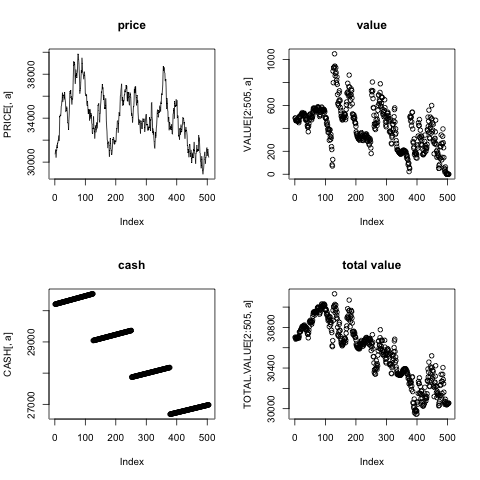 price
PRICE[, a]
30000 34000 38000
0 100 200 300 400 500
Index
value
VALUE[2:505, a]
0 200 600 1000
0 100 200 300 400 500
Index
cash
CASH[, a]
27000 29000
0 100 200 300 400 500
Index
total value
TOTAL.VALUE[2:505, a]
30000 30400 30800
0 100 200 300 400 500
Index